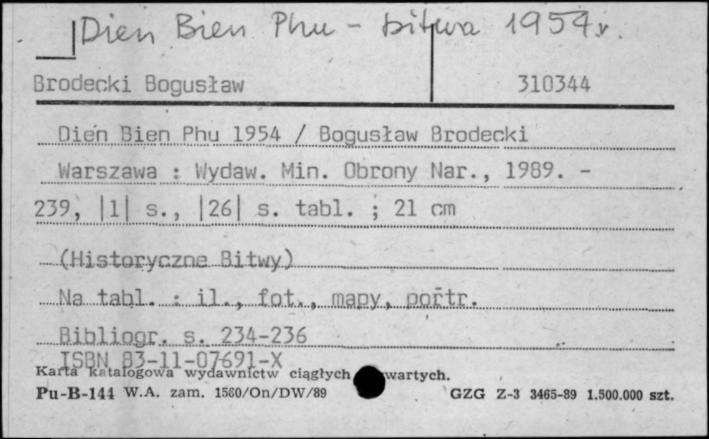 Dien Bien Phu - bitwa 1954 r.
Brodecki Bogusław 310344
Dien Bien Phu 1954 / Bogusław Brodecki
Warszawa : Wydaw. Min. Obrony Nar., 1989. -
239, |1| s., |26| s. tabl. ; 21 cm
(Historyczne Bitwy)
Na tabl. : il., fot., mapy, portr.
Bibliogr. s. 234-236
ISBN 83-11-07691-X
Karta katalogowa wydawnictw ciągłych wartych.
Pu-B-144 W.A. zam. 1560/On/DW/89 GZG Z-3 3465-89 1.500.000 szt.